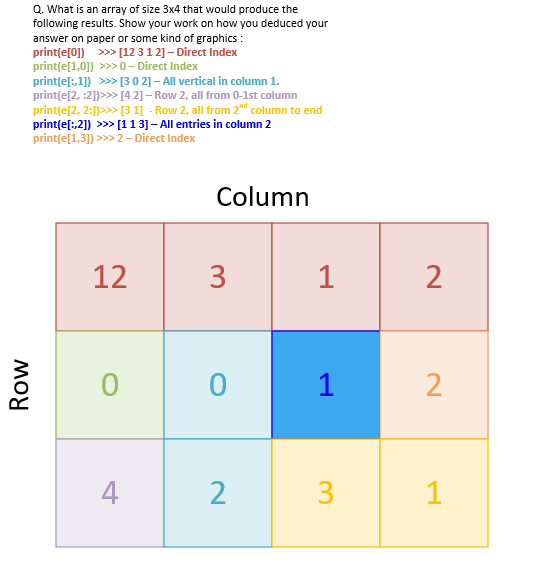 Q. What is an array of size 3x4 that would produce the
following results. Show your work on how you deduced your
answer on paper or some kind of graphics :
print(e[0]) >>> [12 3 1 2] – Direct Index
print(e[1,0]) >>> 0 – Direct Index
print(e[:,1]) >>> [3 0 2] – All vertical in column 1.
print(e[2, :2])>>> [4 2] – Row 2, all from 0-1st column
print(e[2, 2:])>>> [3 1] - Row 2, all from 2nd column to end
print(e[:,2]) >>> [1 1 3] – All entries in column 2
print(e[1,3]) >>> 2 – Direct Index
Column
12 3 1 2
Row
0 0 1 2
4 2 3 1